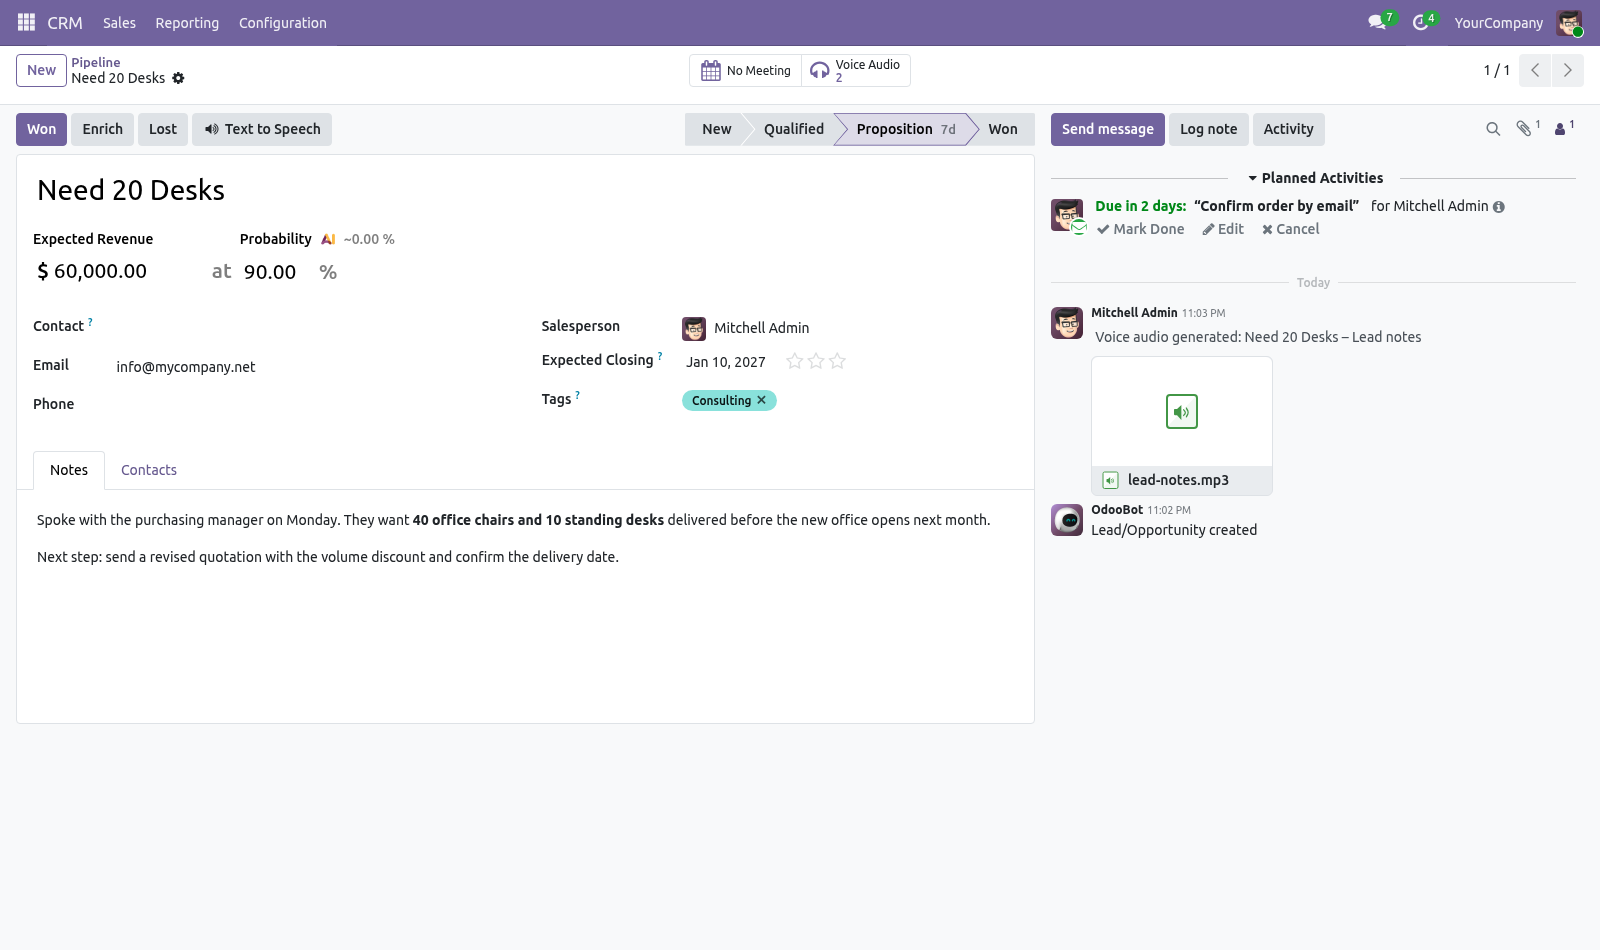 CRM Sales Reporting Configuration 7 4 YourCompany
New Pipeline
Need 20 Desks
No Meeting
Voice Audio
2
1 / 1
Won Enrich Lost Text to Speech
New Qualified Proposition 7d Won
Send message Log note Activity 1 1
Need 20 Desks
Expected Revenue Probability AI ~0.00 %
$ 60,000.00 at 90.00 %
Contact ?
Email info@mycompany.net
Phone
Salesperson Mitchell Admin
Expected Closing ? Jan 10, 2027
Tags ? Consulting ✕
Notes Contacts
Spoke with the purchasing manager on Monday. They want 40 office chairs and 10 standing desks delivered before the new office opens next month.
Next step: send a revised quotation with the volume discount and confirm the delivery date.
Planned Activities
Due in 2 days: “Confirm order by email” for Mitchell Admin
Mark Done Edit Cancel
Today
Mitchell Admin 11:03 PM
Voice audio generated: Need 20 Desks – Lead notes
lead-notes.mp3
OdooBot 11:02 PM
Lead/Opportunity created